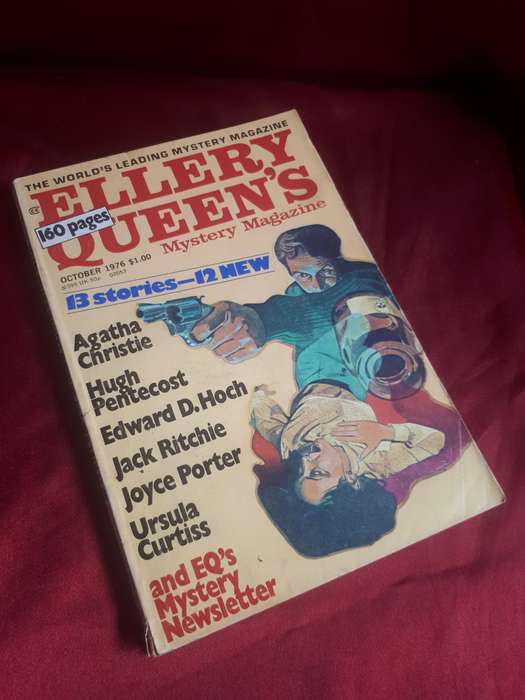 THE WORLD'S LEADING MYSTERY MAGAZINE
ELLERY
QUEEN'S
160 pages
Mystery Magazine
OCTOBER 1976 $1.00
13 stories—12 NEW
Agatha
Christie
Hugh
Pentecost
Edward D. Hoch
Jack Ritchie
Joyce Porter
Ursula
Curtiss
and EQ's
Mystery
Newsletter